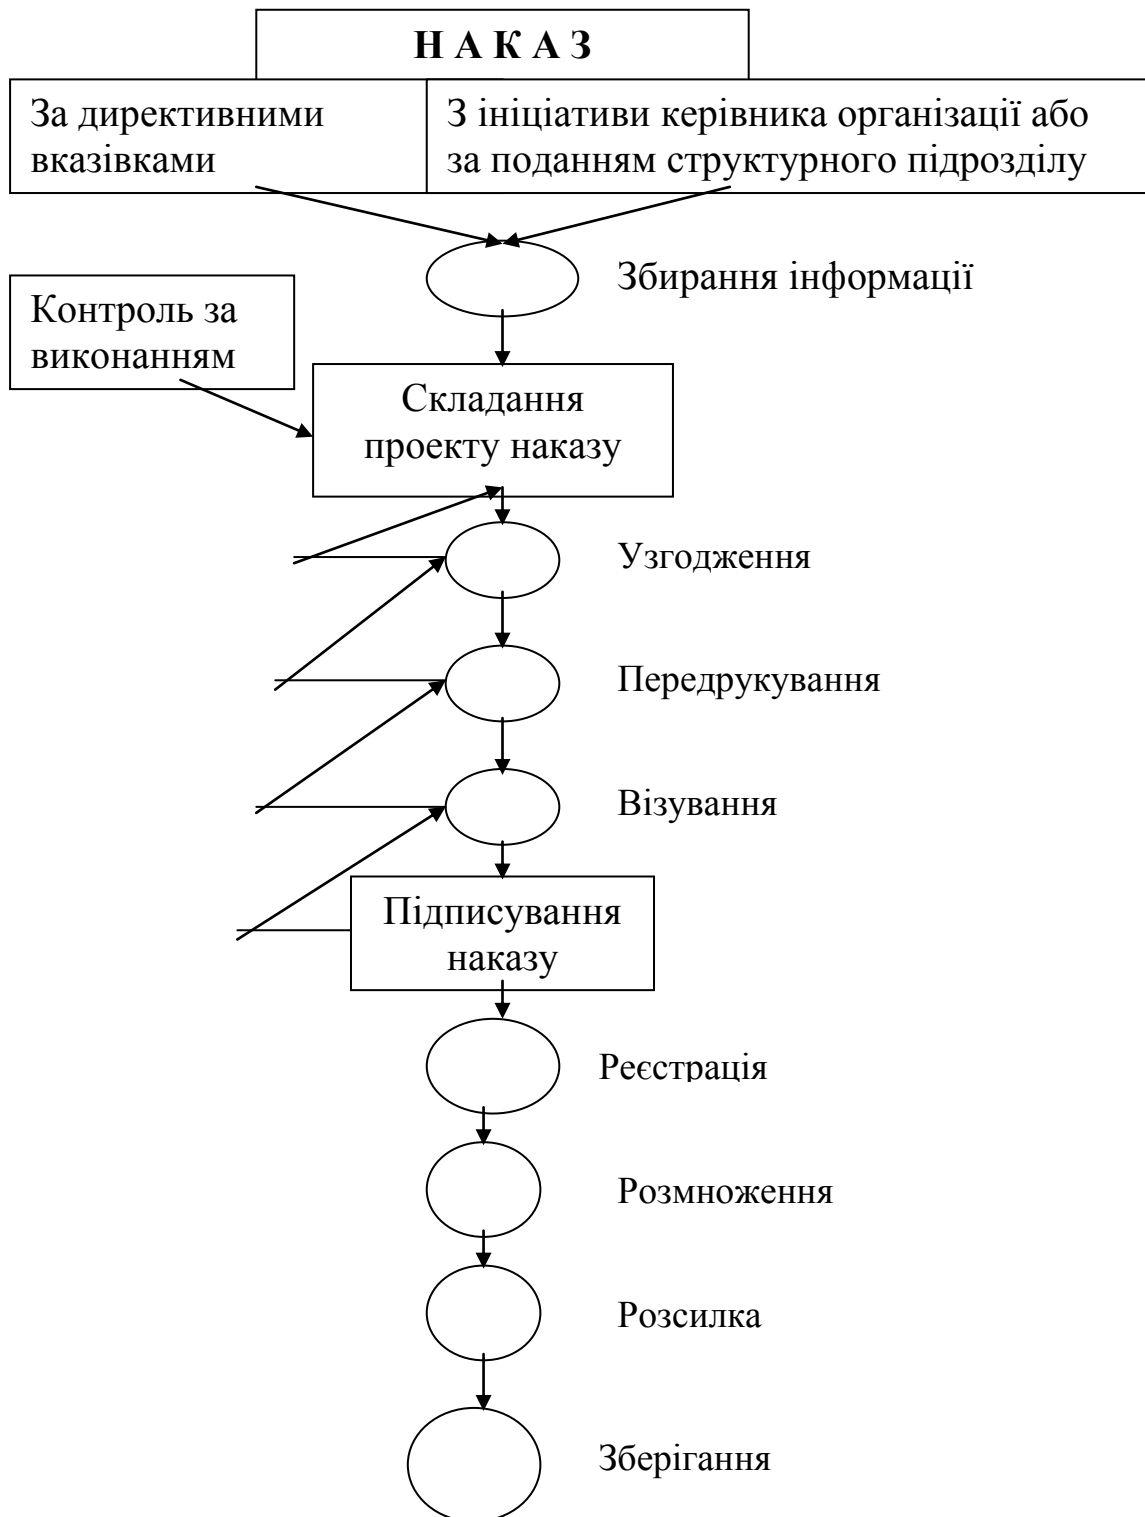 Н А К А З
За директивними
вказівками
З ініціативи керівника організації або
за поданням структурного підрозділу
Збирання інформації
Контроль за
виконанням
Складання
проекту наказу
Узгодження
Передрукування
Візування
Підписування
наказу
Реєстрація
Розмноження
Розсилка
Зберігання